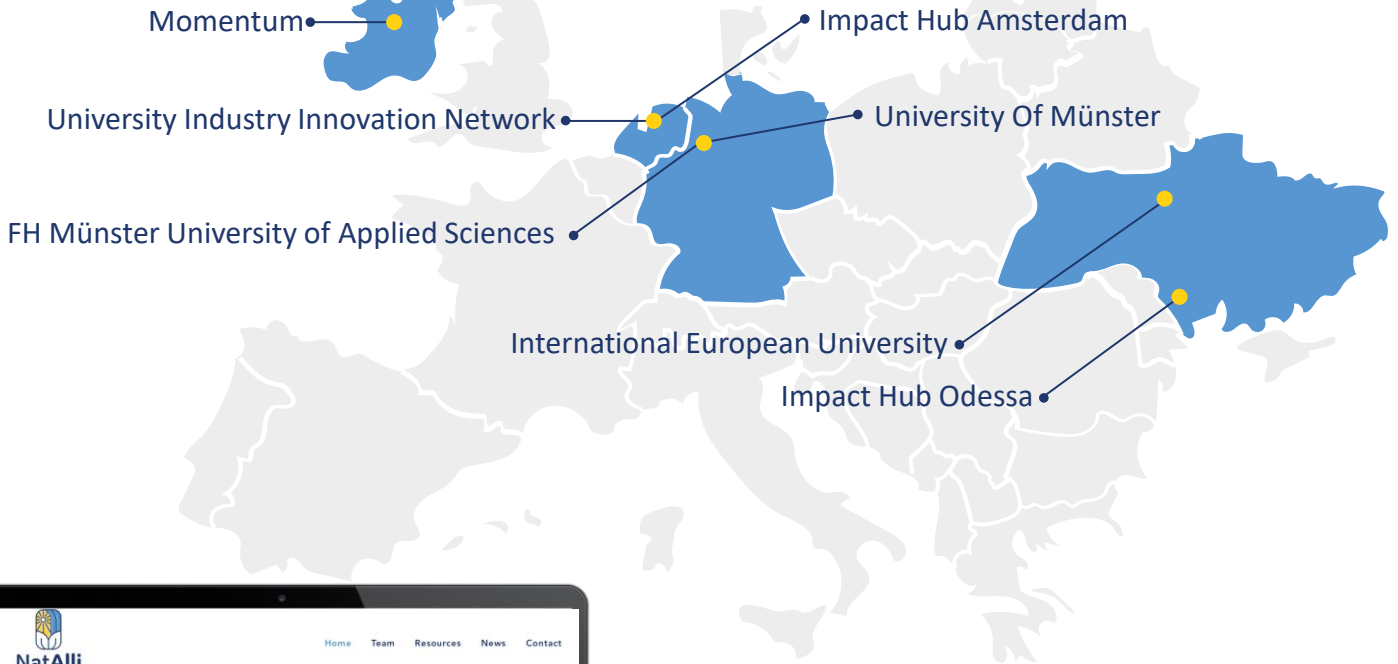 Momentum
Impact Hub Amsterdam
University Industry Innovation Network
University Of Münster
FH Münster University of Applied Sciences
International European University
Impact Hub Odessa
NatAlli
Home Team Resources News Contact